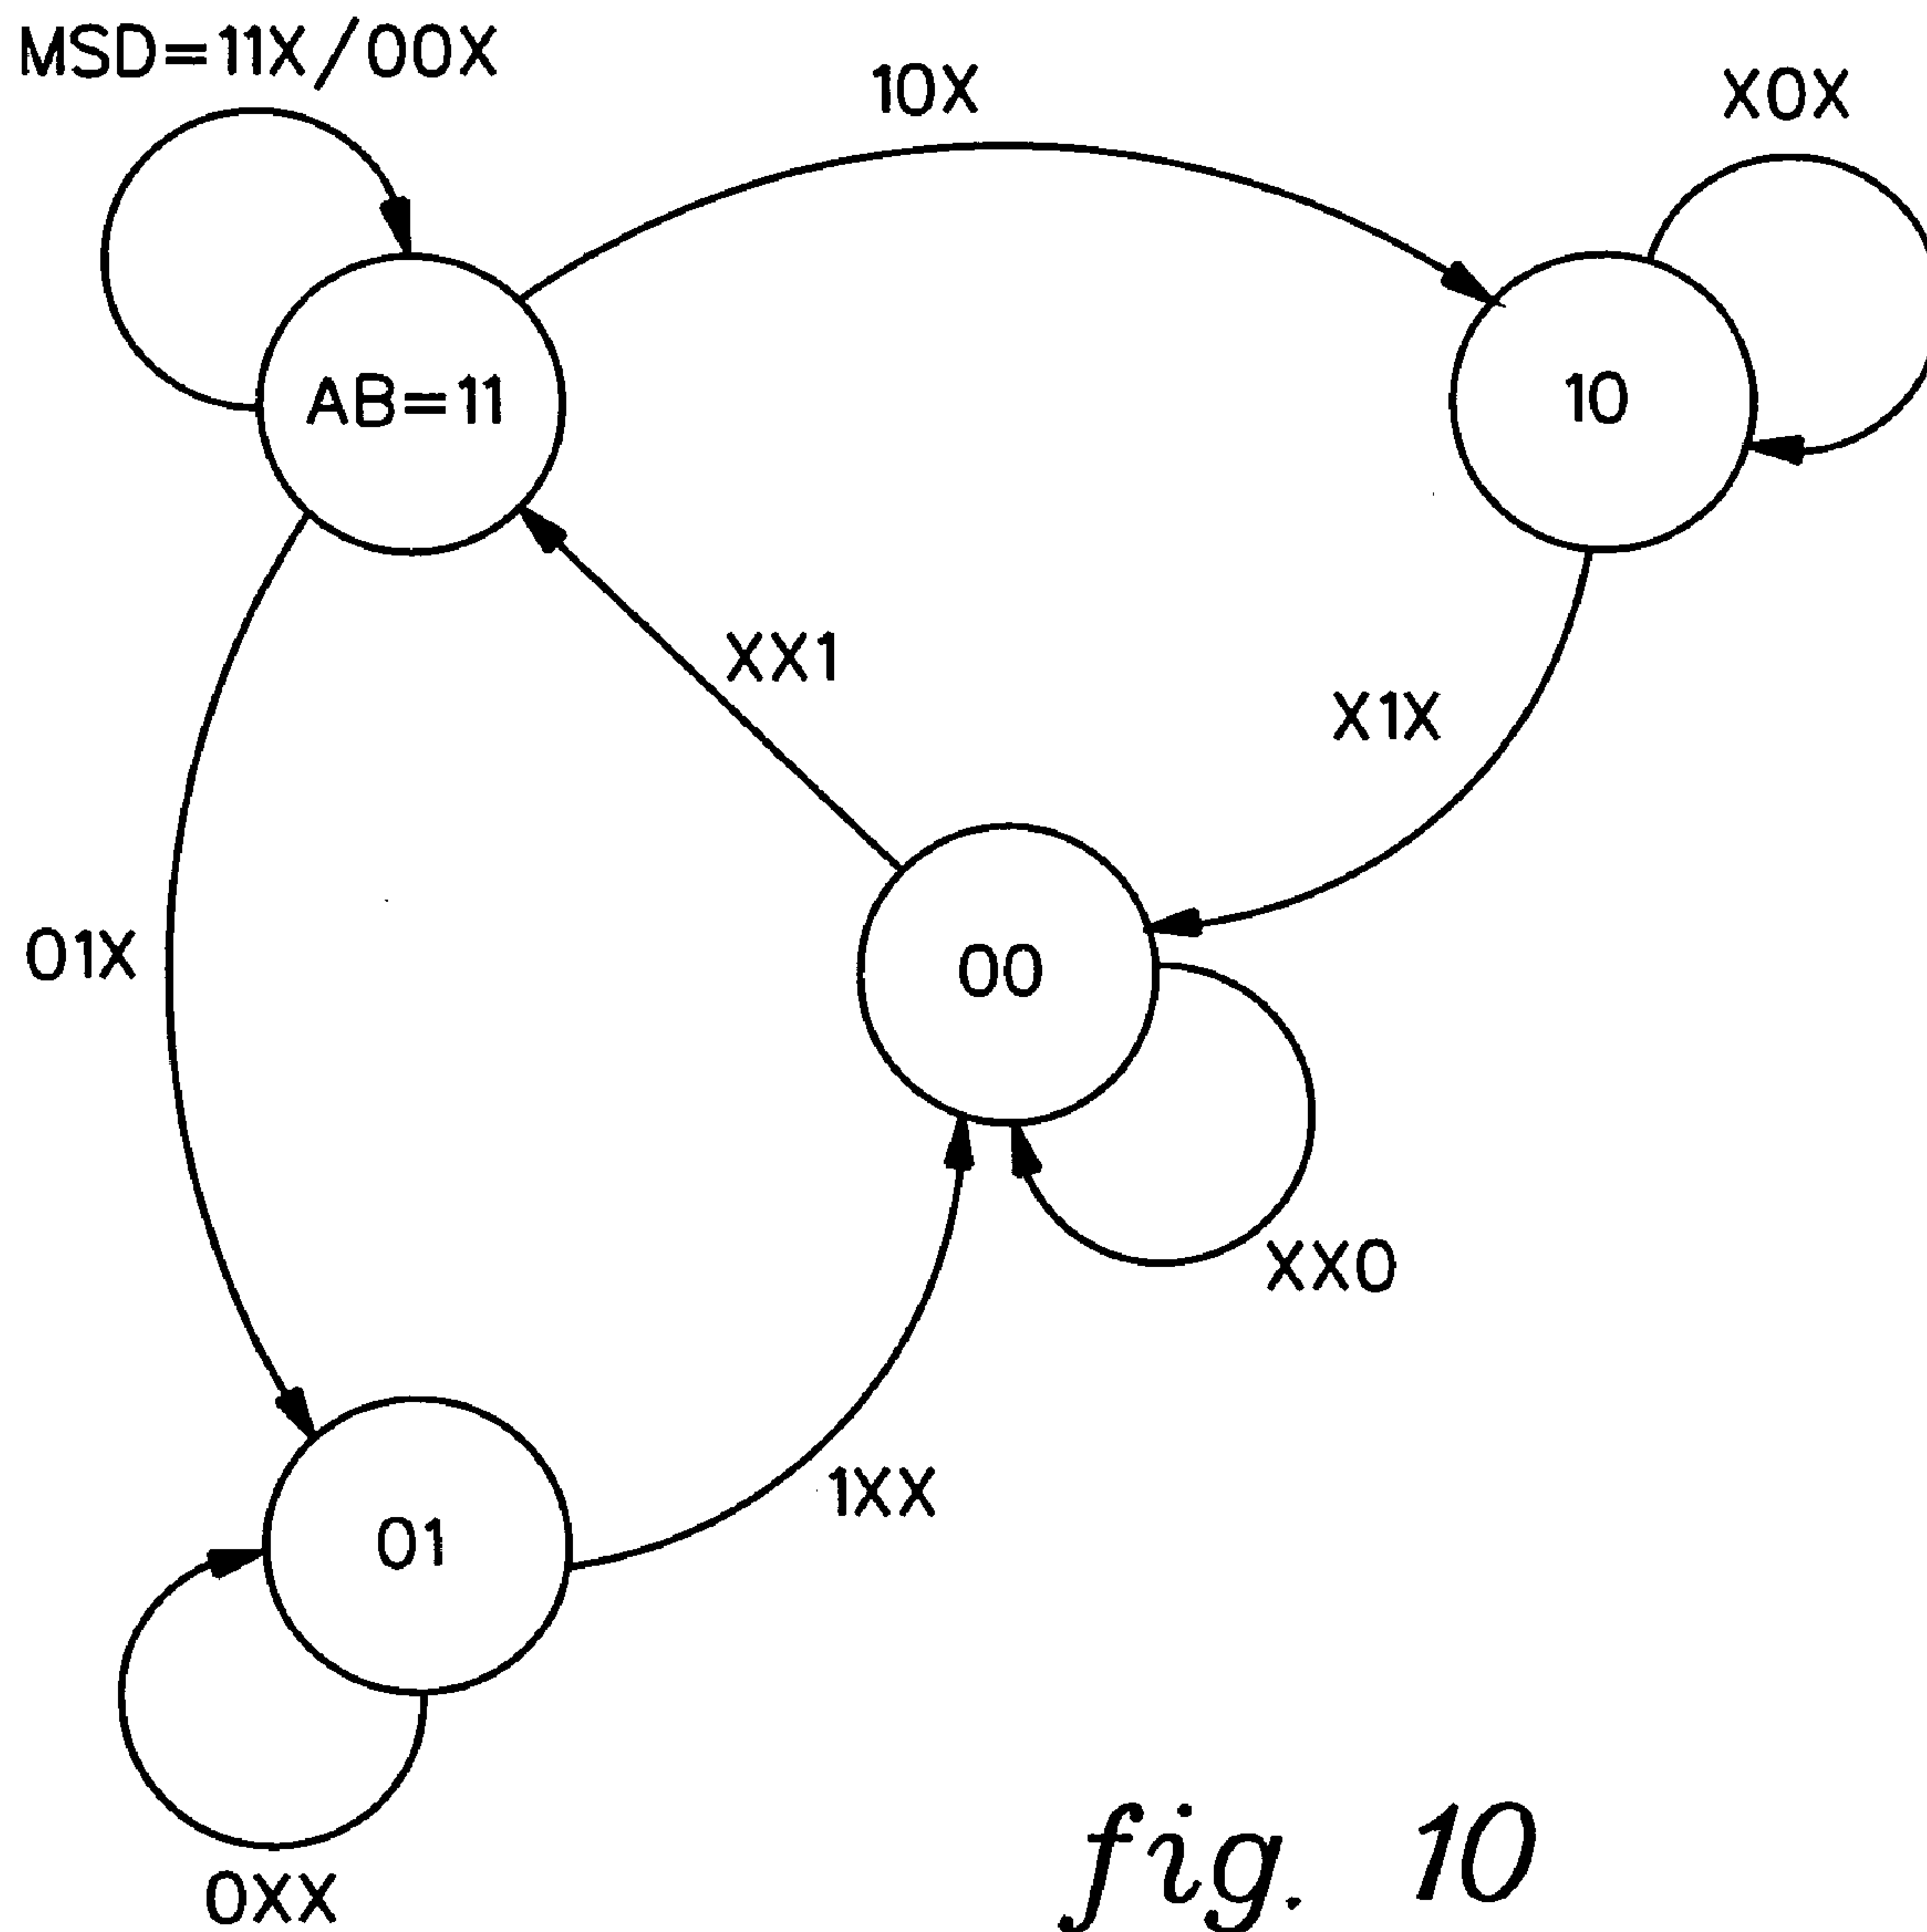 MSD=11X/00X
10X
X0X
AB=11
10
XX1
X1X
01X
00
XX0
1XX
01
0XX
fig. 10